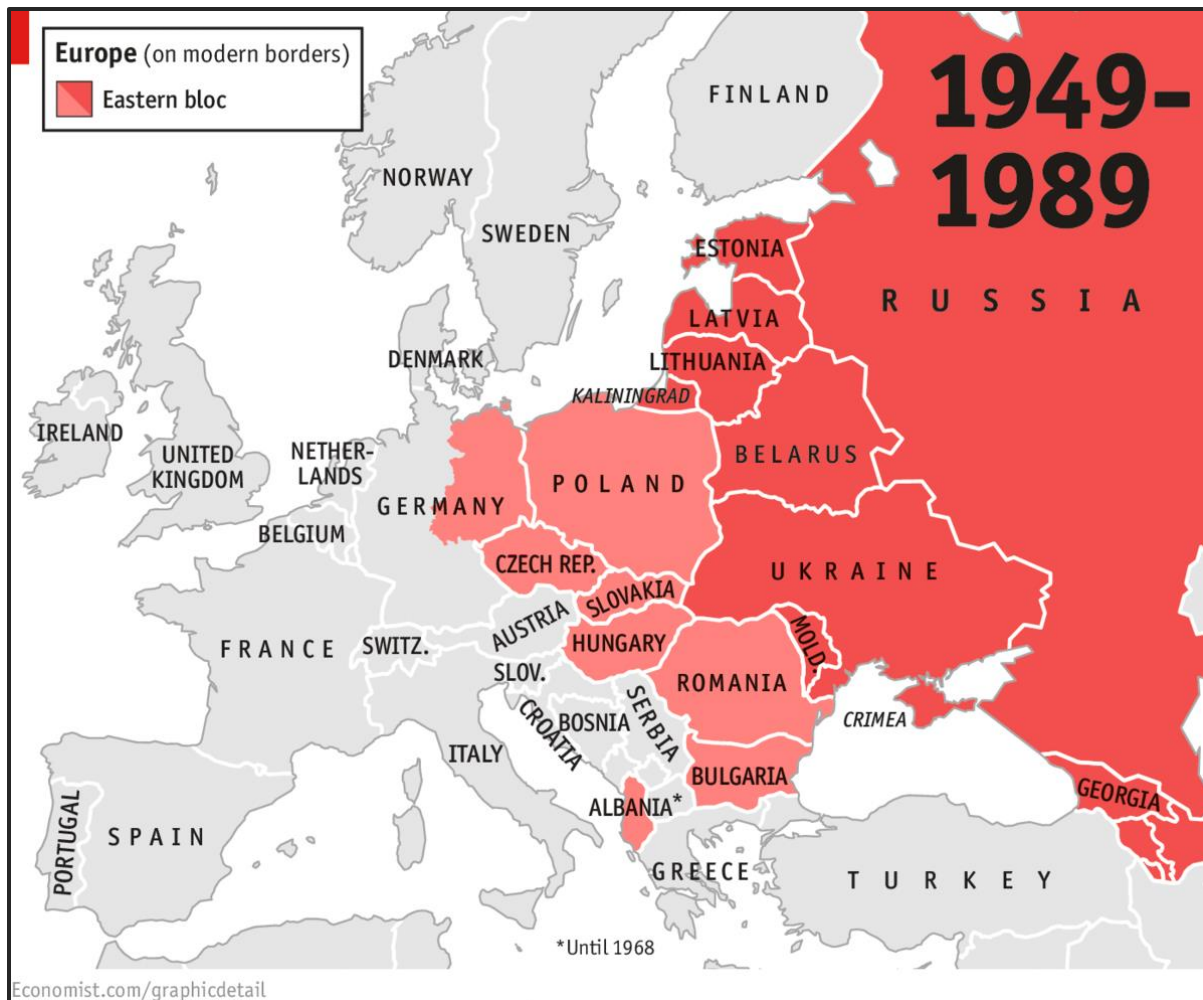 Europe (on modern borders)
Eastern bloc
1949-
1989
FINLAND
NORWAY
SWEDEN
ESTONIA
RUSSIA
LATVIA
DENMARK
LITHUANIA
KALININGRAD
IRELAND
UNITED
KINGDOM
NETHER-
LANDS
BELARUS
POLAND
GERMANY
BELGIUM
CZECH REP.
UKRAINE
SLOVAKIA
AUSTRIA
FRANCE
SWITZ.
HUNGARY
MOLD.
SLOV.
ROMANIA
CROATIA
BOSNIA
SERBIA
CRIMEA
ITALY
BULGARIA
GEORGIA
ALBANIA*
PORTUGAL
SPAIN
GREECE
TURKEY
*Until 1968
Economist.com/graphicdetail